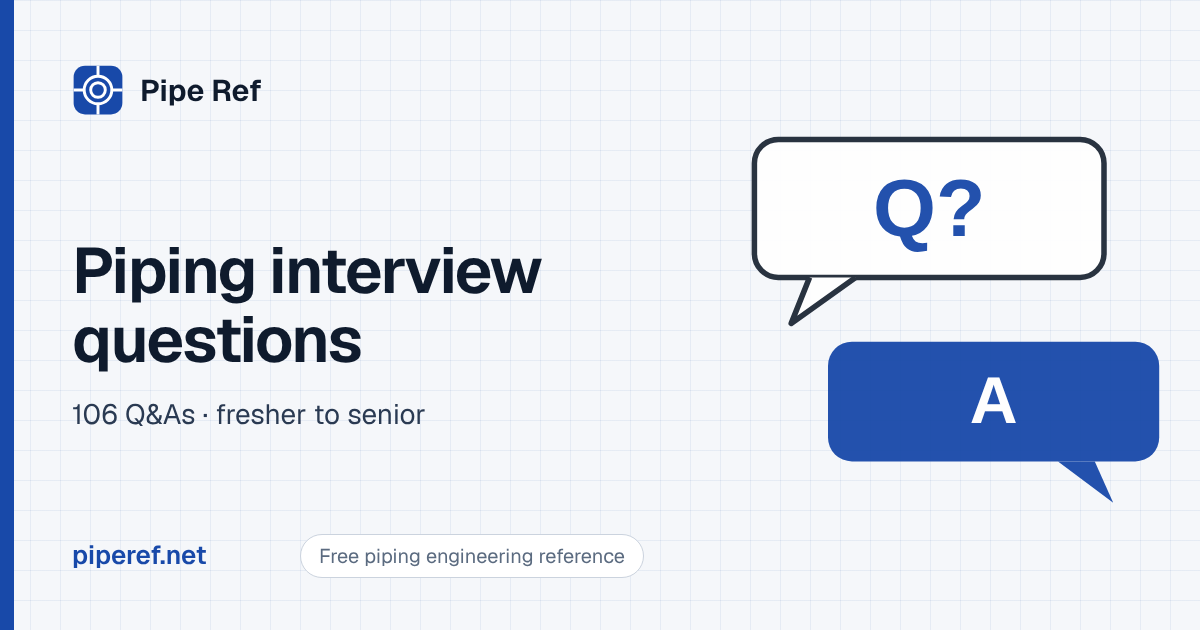 Pipe Ref
Piping interview
questions
106 Q&As · fresher to senior
piperef.net
Free piping engineering reference
Q?
A